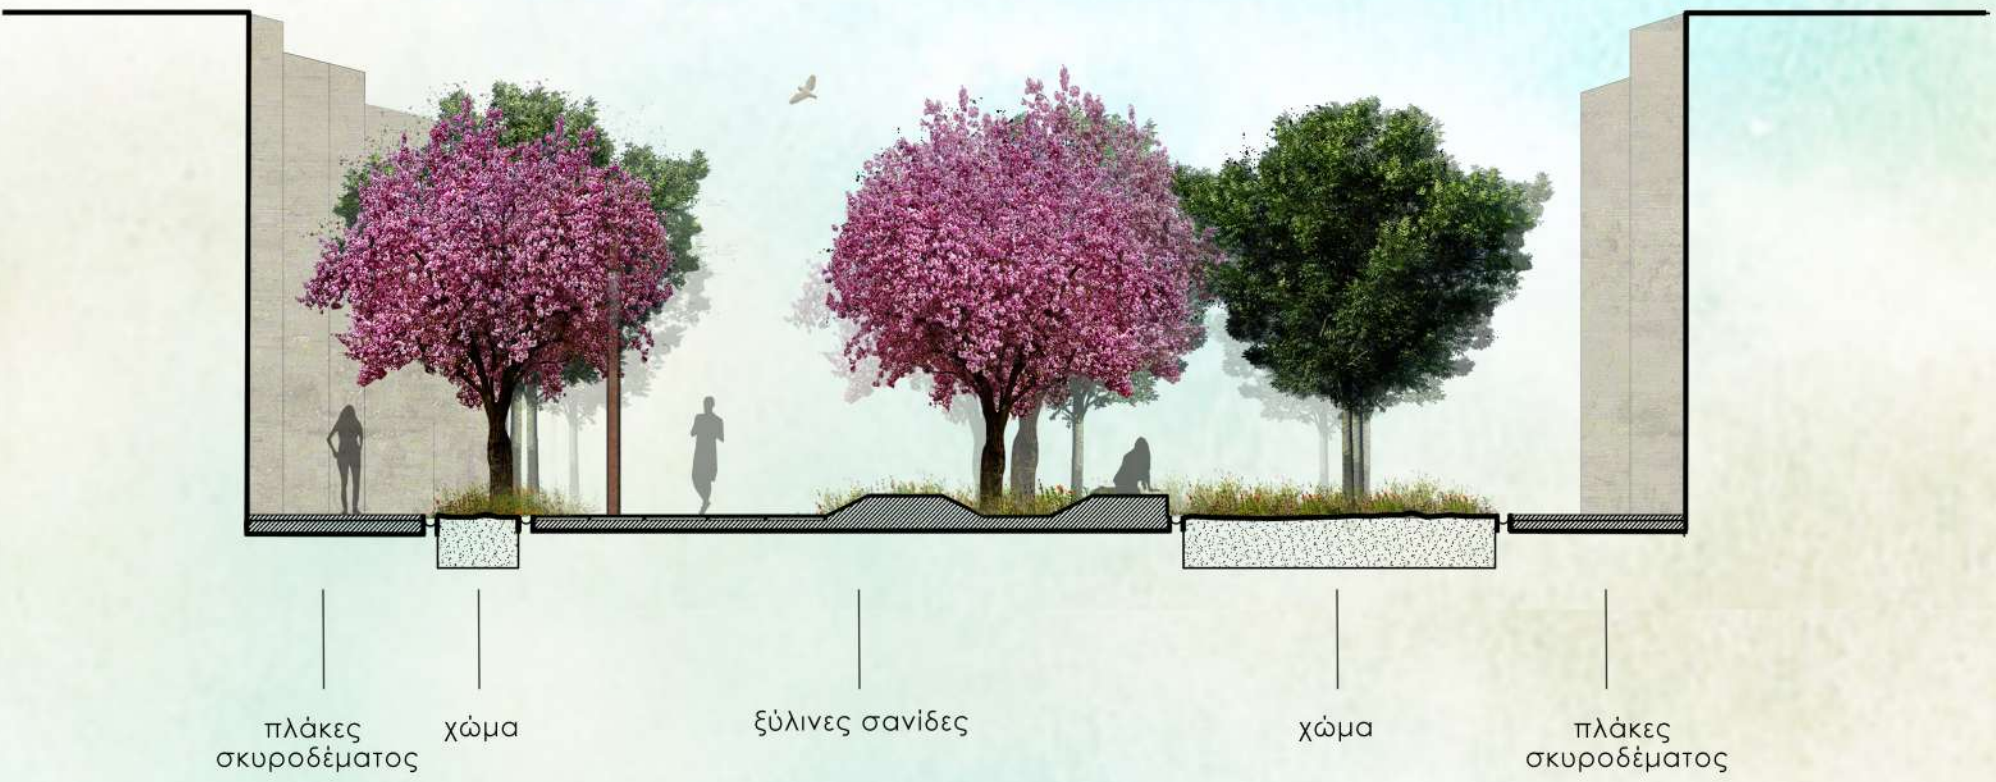 πλάκες
σκυροδέματος
χώμα
ξύλινες σανίδες
χώμα
πλάκες
σκυροδέματος